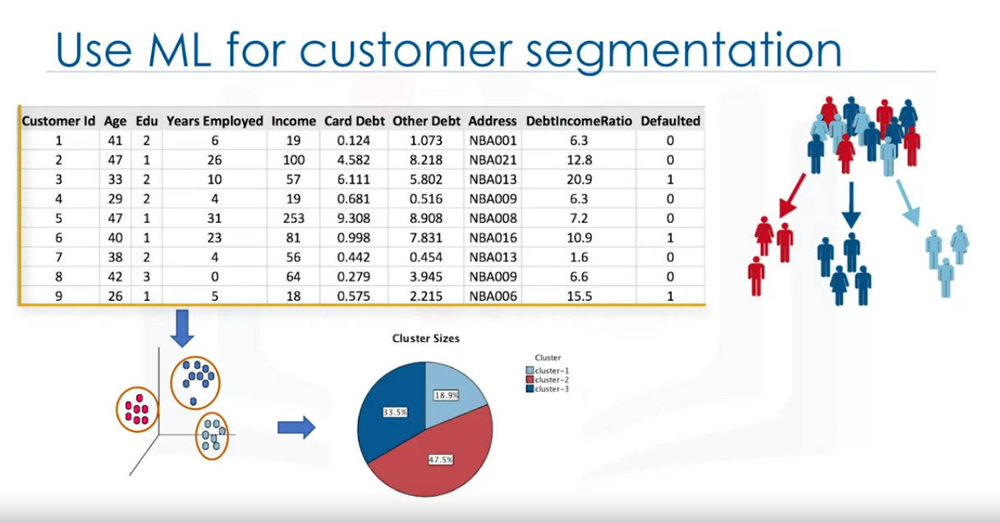 Use ML for customer segmentation
Customer Id Age Edu Years Employed Income Card Debt Other Debt Address DebtIncomeRatio Defaulted
1 41 2 6 19 0.124 1.073 NBA001 6.3 0
2 47 1 26 100 4.582 8.218 NBA021 12.8 0
3 33 2 10 57 6.111 5.802 NBA013 20.9 1
4 29 2 4 19 0.681 0.516 NBA009 6.3 0
5 47 1 31 253 9.308 8.908 NBA008 7.2 0
6 40 1 23 81 0.998 7.831 NBA016 10.9 1
7 38 2 4 56 0.442 0.454 NBA013 1.6 0
8 42 3 0 64 0.279 3.945 NBA009 6.6 0
9 26 1 5 18 0.575 2.215 NBA006 15.5 1
Cluster Sizes
Cluster
cluster-1
cluster-2
cluster-3
18.9%
33.5%
47.5%